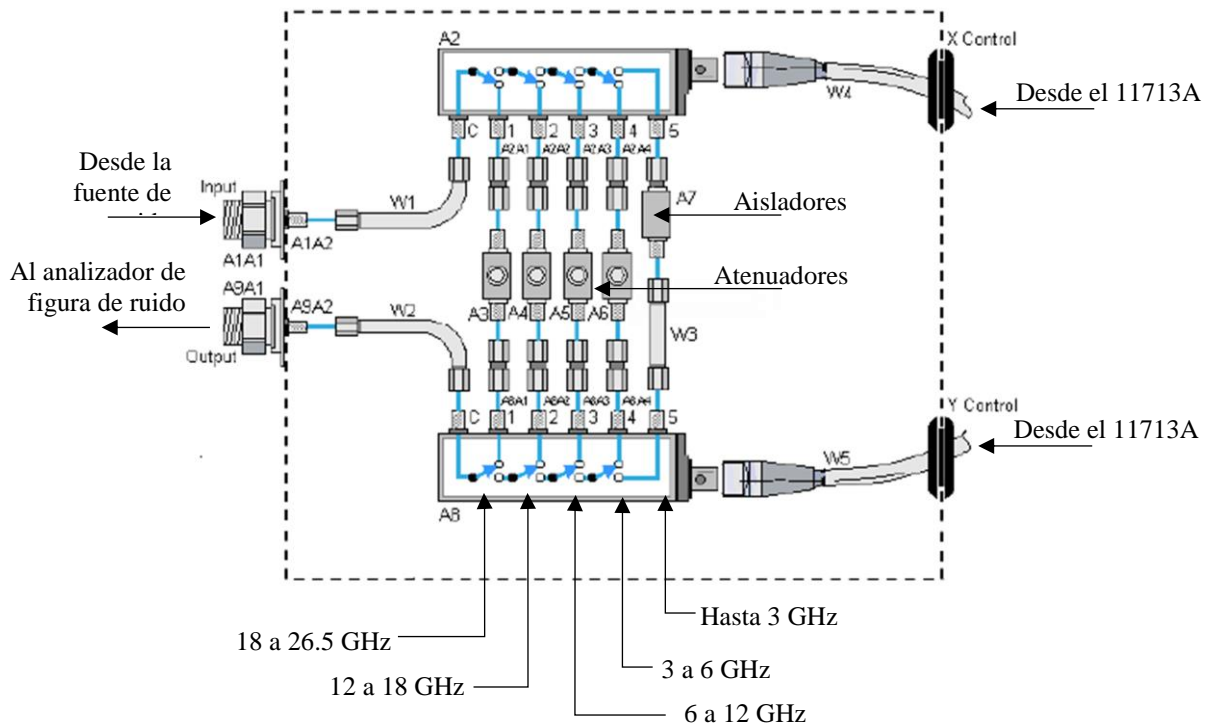 A2
X Control
W4
Desde el 11713A
C 1 2 3 4 5
A2A1 A2A2 A2A3 A2A4
Desde la
fuente de
Input
W1
A7
Aisladores
A1A2
A1A1
Al analizador de
figura de ruido
Atenuadores
A9A1
A9A2
W2
A3 A4 A5 A6
W3
Output
A8A1 A8A2 A8A3 A8A4
C 1 2 3 4 5
Y Control
Desde el 11713A
W5
A8
Hasta 3 GHz
18 a 26.5 GHz
3 a 6 GHz
12 a 18 GHz
6 a 12 GHz